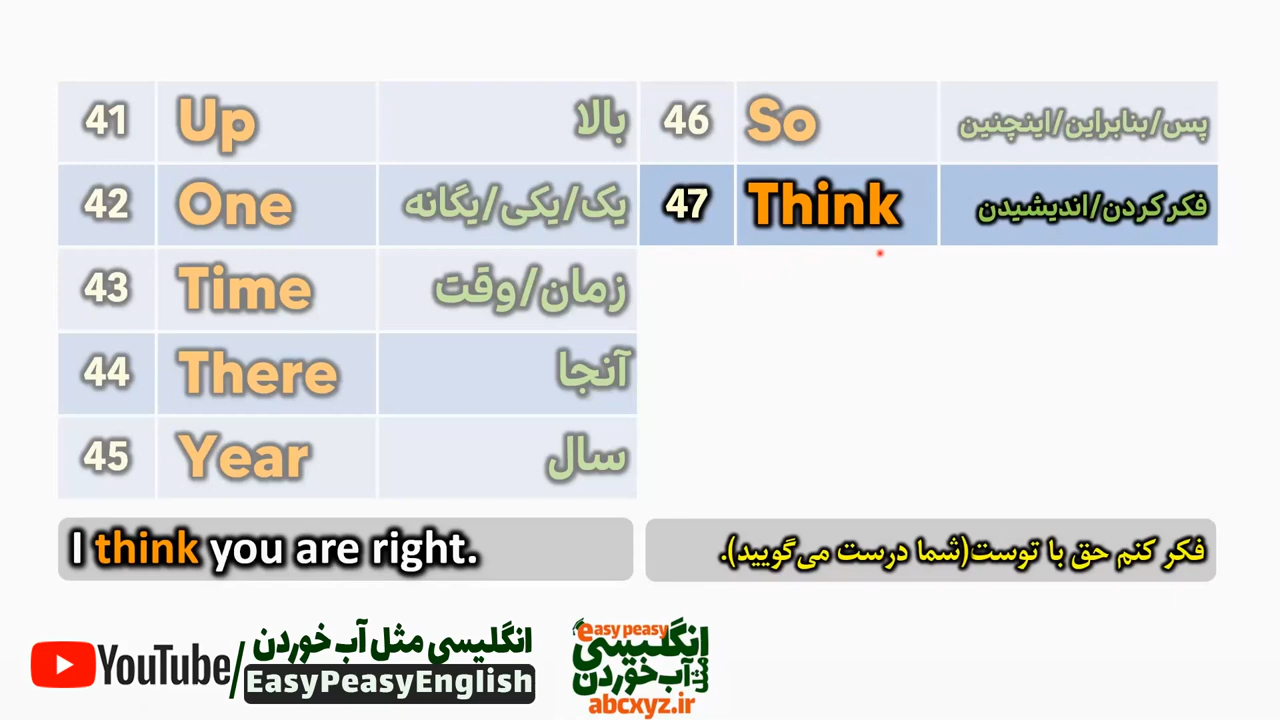 41 Up بالا
42 One یک/یکی/یگانه
43 Time زمان/وقت
44 There آنجا
45 Year سال
46 So پس/بنابراین/اینچنین
47 Think فکر کردن/اندیشیدن
I think you are right.
فکر کنم حق با توست(شما درست می‌گویید).
YouTube/انگلیسی مثل آب خوردن
EasyPeasyEnglish
easy peasy
انگلیسی
مثل آب خوردن
abcxyz.ir